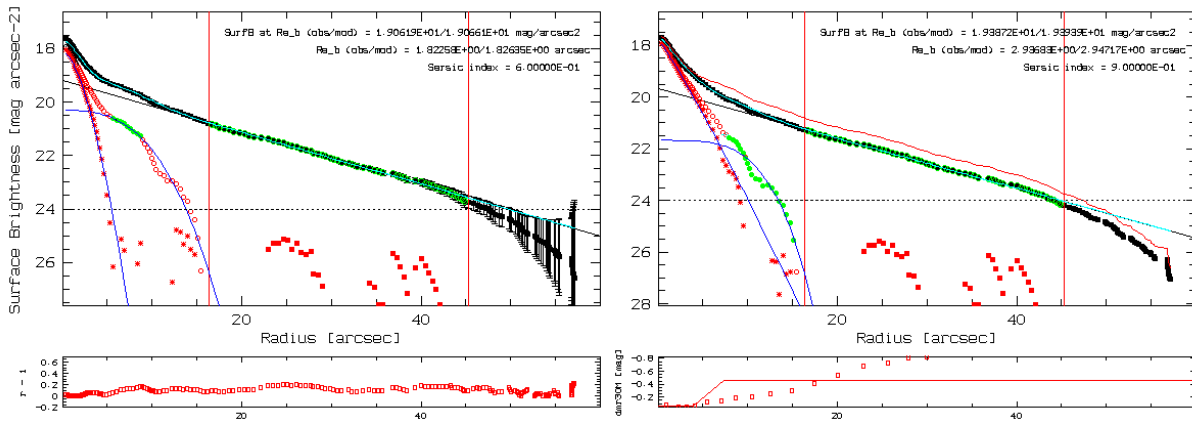 SurfB at Re_b (obs/mod) = 1.90619E+01/1.90661E+01 mag/arcsec2
Re_b (obs/mod) = 1.82258E+00/1.82635E+00 arcsec
Sersic index = 6.00000E-01
18
20
22
24
26
Surface Brightness [mag arcsec-2]
20
40
Radius [arcsec]
SurfB at Re_b (obs/mod) = 1.93872E+01/1.93939E+01 mag/arcsec2
Re_b (obs/mod) = 2.93683E+00/2.94717E+00 arcsec
Sersic index = 9.00000E-01
18
20
22
24
26
28
20
40
Radius [arcsec]
0.6
0.4
0.2
0
-0.2
r - i
20
40
-0.8
-0.4
-0.2
[mag]
20
40